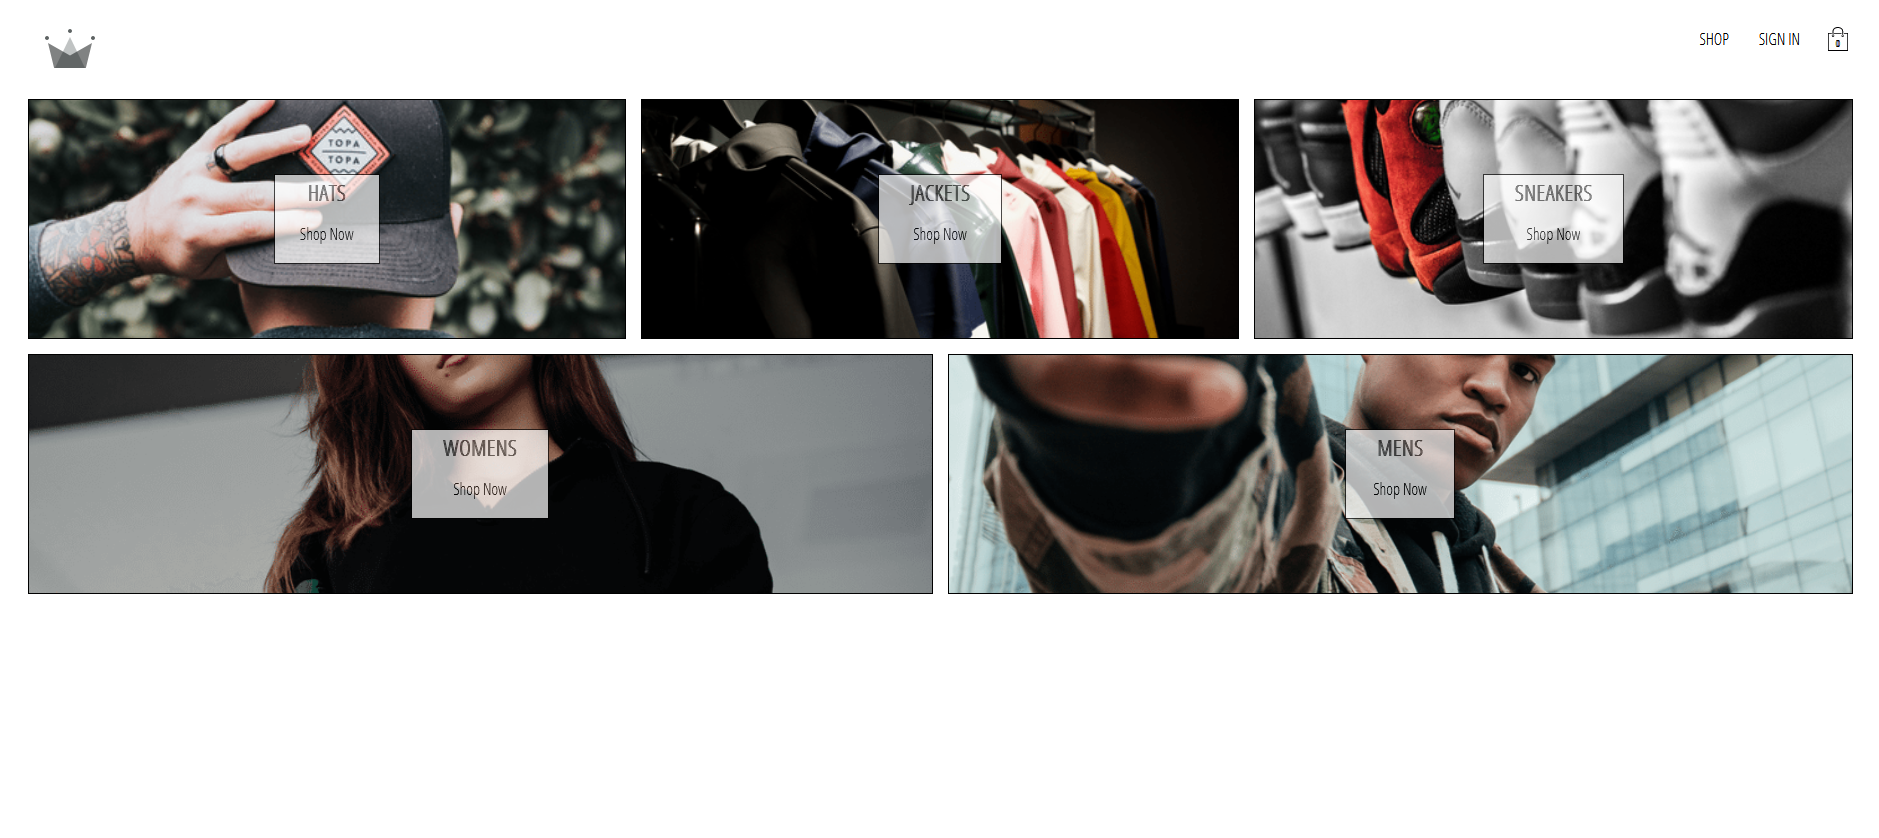 SHOP
SIGN IN
0
TOPA
TOPA
HATS
Shop Now
JACKETS
Shop Now
SNEAKERS
Shop Now
WOMENS
Shop Now
MENS
Shop Now